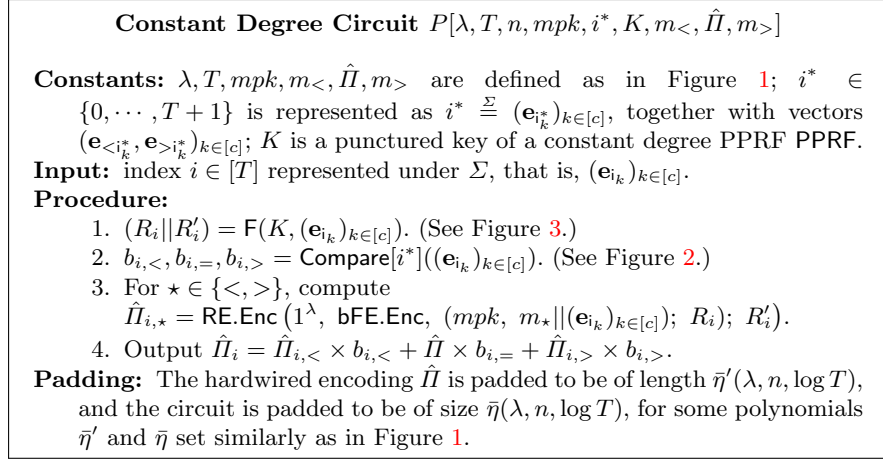 Constant Degree Circuit P[λ, T, n, mpk, i*, K, m_<, Π̂, m_>]
Constants: λ, T, mpk, m_<, Π̂, m_> are defined as in Figure 1; i* ∈
{0, ··· , T + 1} is represented as i* ≝^Σ (e_{i*_k})_{k∈[c]}, together with vectors
(e_{<i*_k}, e_{>i*_k})_{k∈[c]}; K is a punctured key of a constant degree PPRF PPRF.
Input: index i ∈ [T] represented under Σ, that is, (e_{i_k})_{k∈[c]}.
Procedure:
1. (R_i||R'_i) = F(K, (e_{i_k})_{k∈[c]}). (See Figure 3.)
2. b_{i,<}, b_{i,=}, b_{i,>} = Compare[i*]((e_{i_k})_{k∈[c]}). (See Figure 2.)
3. For ⋆ ∈ {<, >}, compute
Π̂_{i,⋆} = RE.Enc (1^λ, bFE.Enc, (mpk, m_⋆||(e_{i_k})_{k∈[c]}; R_i); R'_i).
4. Output Π̂_i = Π̂_{i,<} × b_{i,<} + Π̂ × b_{i,=} + Π̂_{i,>} × b_{i,>}.
Padding: The hardwired encoding Π̂ is padded to be of length η̄'(λ, n, log T),
and the circuit is padded to be of size η̄(λ, n, log T), for some polynomials
η̄' and η̄ set similarly as in Figure 1.